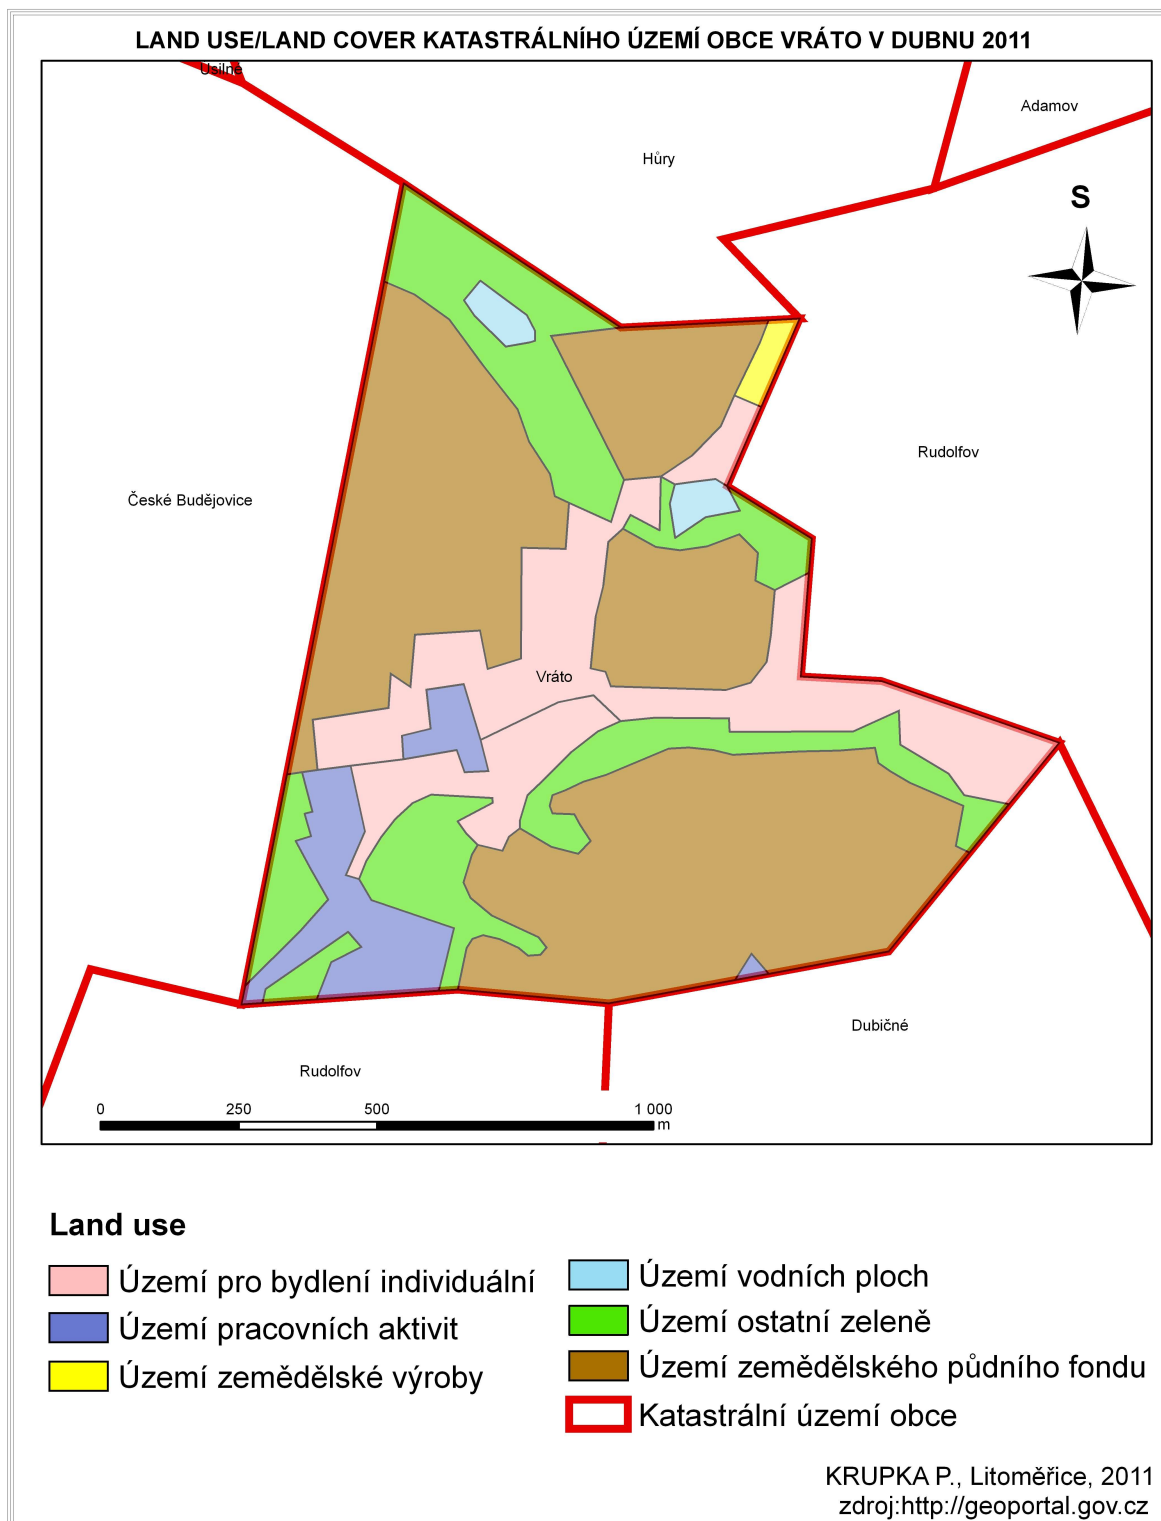 LAND USE/LAND COVER KATASTRÁLNÍHO ÚZEMÍ OBCE VRÁTO V DUBNU 2011
Úsilné
Adamov
Hůry
S
Rudolfov
České Budějovice
Vráto
Dubičné
Rudolfov
0 250 500 1 000
m
Land use
Území pro bydlení individuální
Území pracovních aktivit
Území zemědělské výroby
Území vodních ploch
Území ostatní zeleně
Území zemědělského půdního fondu
Katastrální území obce
KRUPKA P., Litoměřice, 2011
zdroj:http://geoportal.gov.cz